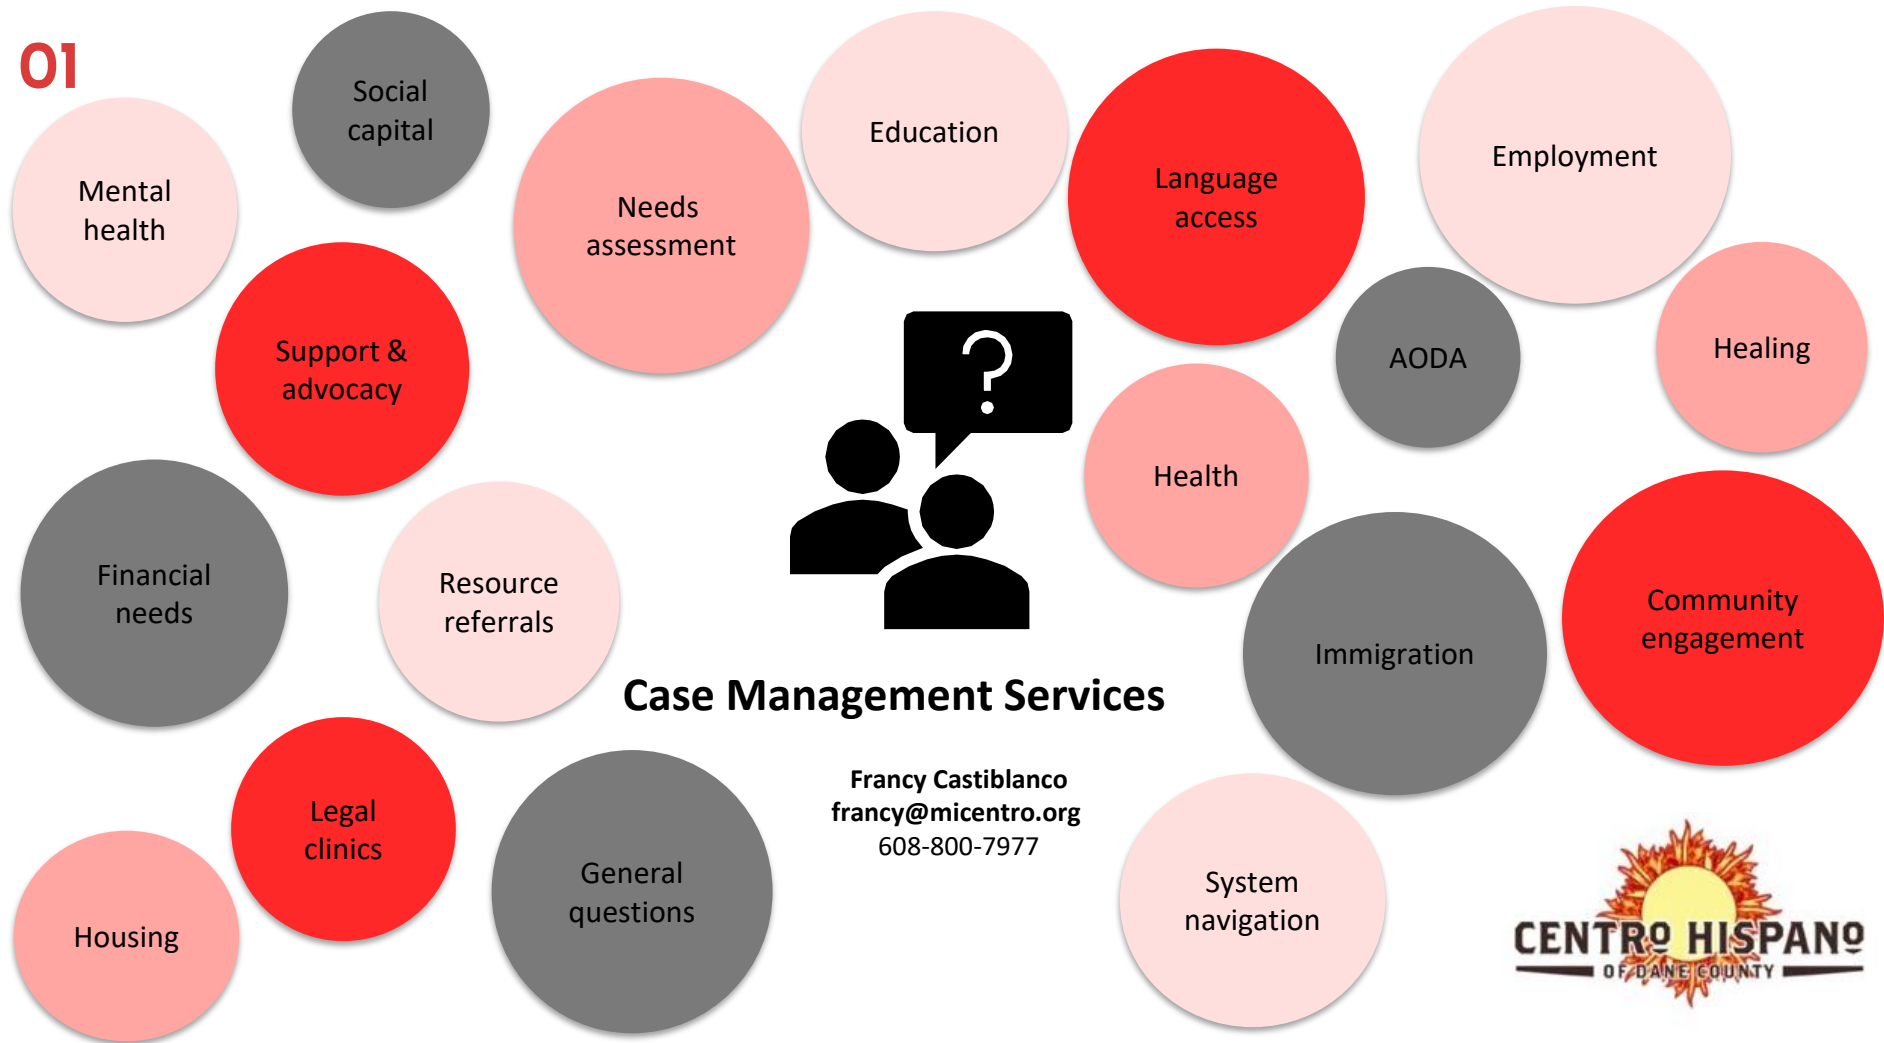 01
Social
capital
Mental
health
Needs
assessment
Education
Language
access
Employment
Support &
advocacy
?
AODA
Healing
Health
Financial
needs
Resource
referrals
Immigration
Community
engagement
Case Management Services
Francy Castiblanco
francy@micentro.org
608-800-7977
Legal
clinics
General
questions
Housing
System
navigation
CENTRO HISPANO
OF DANE COUNTY